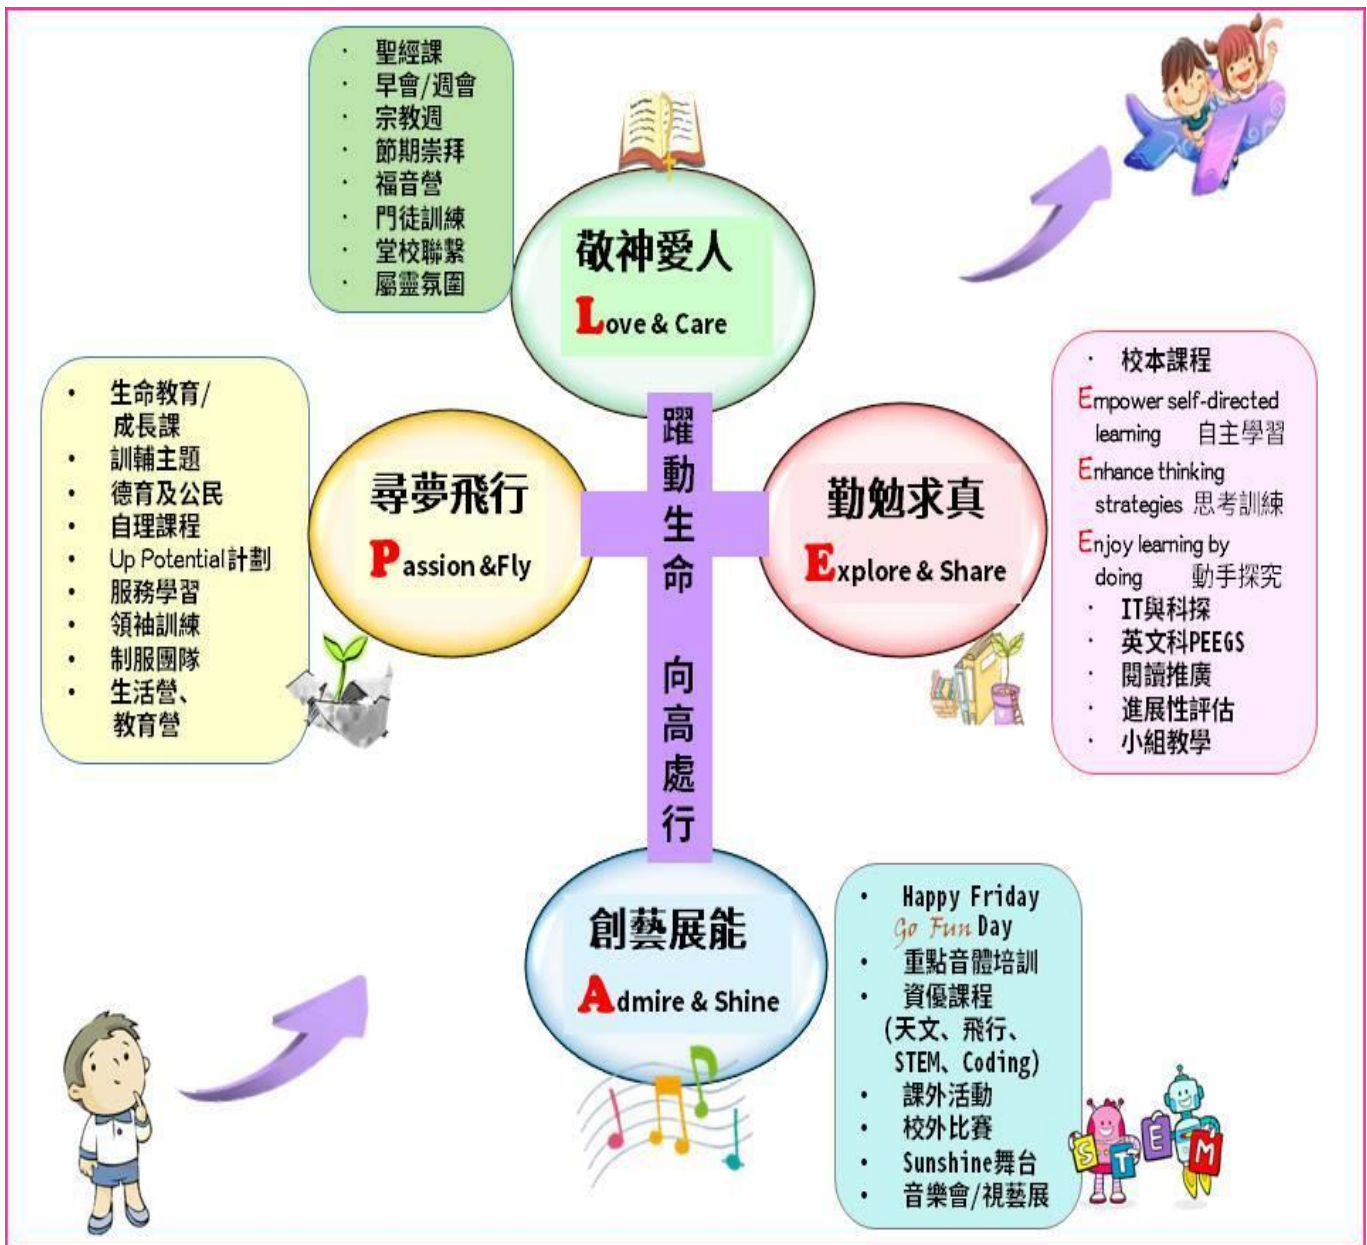 · 聖經課
· 早會/週會
· 宗教週
· 節期崇拜
· 福音營
· 門徒訓練
· 堂校聯繫
· 屬靈氛圍
敬神愛人
Love & Care
• 生命教育/
成長課
• 訓輔主題
• 德育及公民
• 自理課程
• Up Potential計劃
• 服務學習
• 領袖訓練
• 制服團隊
• 生活營、
教育營
尋夢飛行
Passion &Fly
躍動生命 向高處行
勤勉求真
Explore & Share
· 校本課程
Empower self-directed
learning 自主學習
Enhance thinking
strategies 思考訓練
Enjoy learning by
doing 動手探究
· IT與科探
· 英文科PEEGS
· 閱讀推廣
· 進展性評估
· 小組教學
創藝展能
Admire & Shine
• Happy Friday
Go Fun Day
• 重點音體培訓
• 資優課程
(天文、飛行、
STEM、Coding)
• 課外活動
• 校外比賽
• Sunshine舞台
• 音樂會/視藝展
STEM